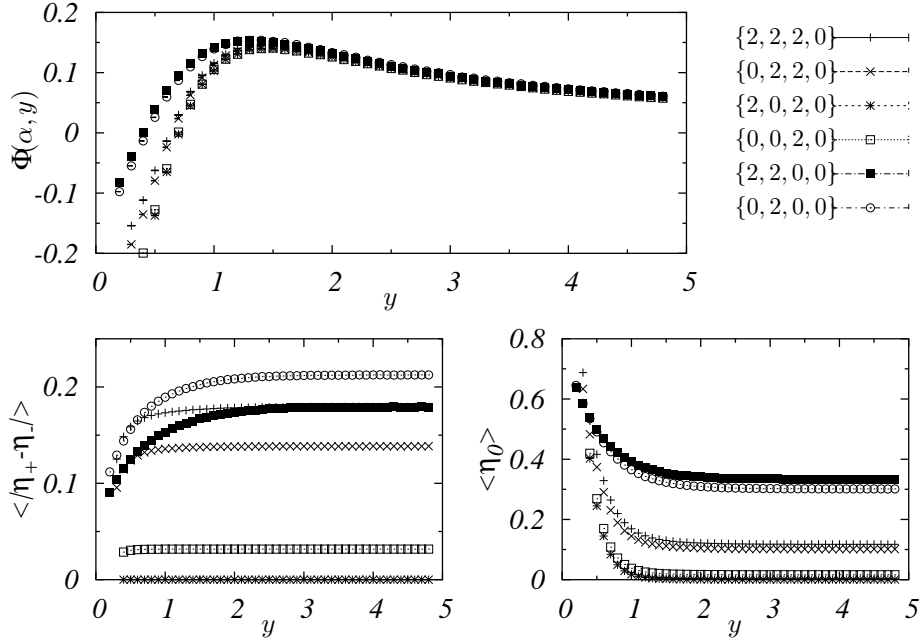 0.2
0.1
0
-0.1
-0.2
Φ(α, y)
0 1 2 3 4 5
y
{2, 2, 2, 0}
{0, 2, 2, 0}
{2, 0, 2, 0}
{0, 0, 2, 0}
{2, 2, 0, 0}
{0, 2, 0, 0}
0.2
0.1
0
</η₊-η₋/>
0 1 2 3 4 5
y
0.8
0.6
0.4
0.2
0
<η₀>
0 1 2 3 4 5
y